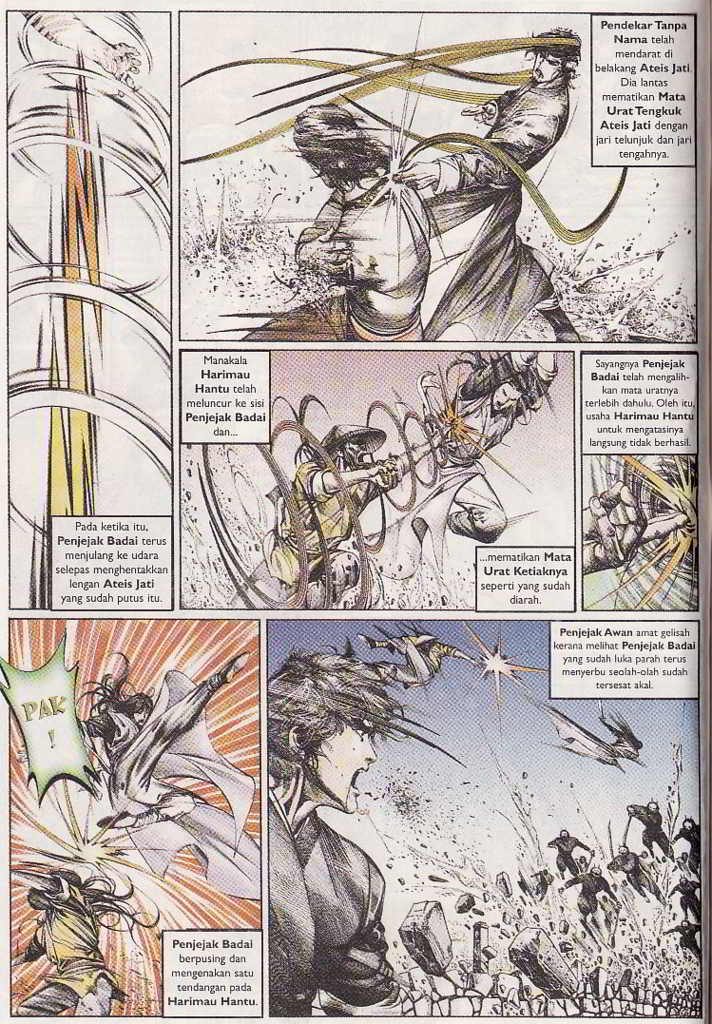 Pada ketika itu,
Penjejak Badai terus
menjulang ke udara
selepas menghentakkan
lengan Ateis Jati
yang sudah putus itu.
Pendekar Tanpa
Nama telah
mendarat di
belakang Ateis Jati.
Dia lantas
mematikan Mata
Urat Tengkuk
Ateis Jati dengan
jari telunjuk dan jari
tengahnya.
Manakala
Harimau
Hantu telah
meluncur ke sisi
Penjejak Badai
dan...
...mematikan Mata
Urat Ketiaknya
seperti yang sudah
diarah.
Sayangnya Penjejak
Badai telah mengalih-
kan mata uratnya
terlebih dahulu. Oleh itu,
usaha Harimau Hantu
untuk mengatasinya
langsung tidak berhasil.
PAK
!
Penjejak Badai
berpusing dan
mengenakan satu
tendangan pada
Harimau Hantu.
Penjejak Awan amat gelisah
kerana melihat Penjejak Badai
yang sudah luka parah terus
menyerbu seolah-olah sudah
tersesat akal.